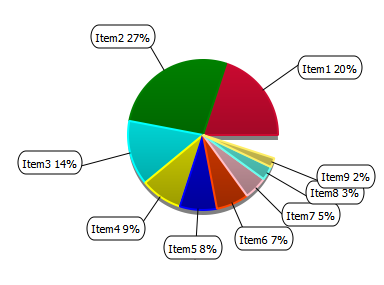 Item2 27%
Item1 20%
Item3 14%
Item9 2%
Item8 3%
Item7 5%
Item4 9%
Item6 7%
Item5 8%